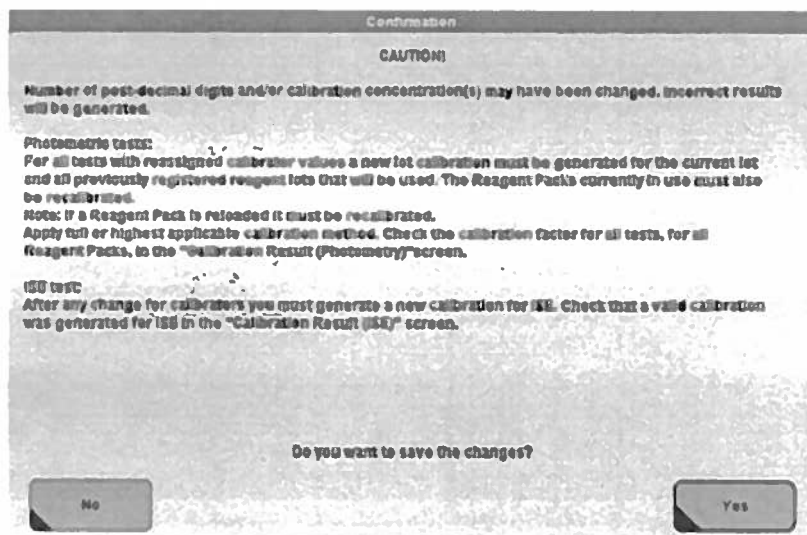 Confirmation
CAUTION!
Number of post-decimal digits and/or calibration concentration(s) may have been changed. Incorrect results
will be generated.
Photometric tests:
For all tests with reassigned calibrator values a new lot calibration must be generated for the current lot
and all previously registered reagent lots that will be used. The Reagent Packs currently in use must also
be recalibrated.
Note: If a Reagent Pack is reloaded it must be recalibrated.
Apply full or highest applicable calibration method. Check the calibration factor for all tests, for all
Reagent Packs, in the "Calibration Result (Photometry)"screen.
ISE test:
After any change for calibrators you must generate a new calibration for ISE. Check that a valid calibration
was generated for ISE in the "Calibration Result (ISE)" screen.
Do you want to save the changes?
No
Yes